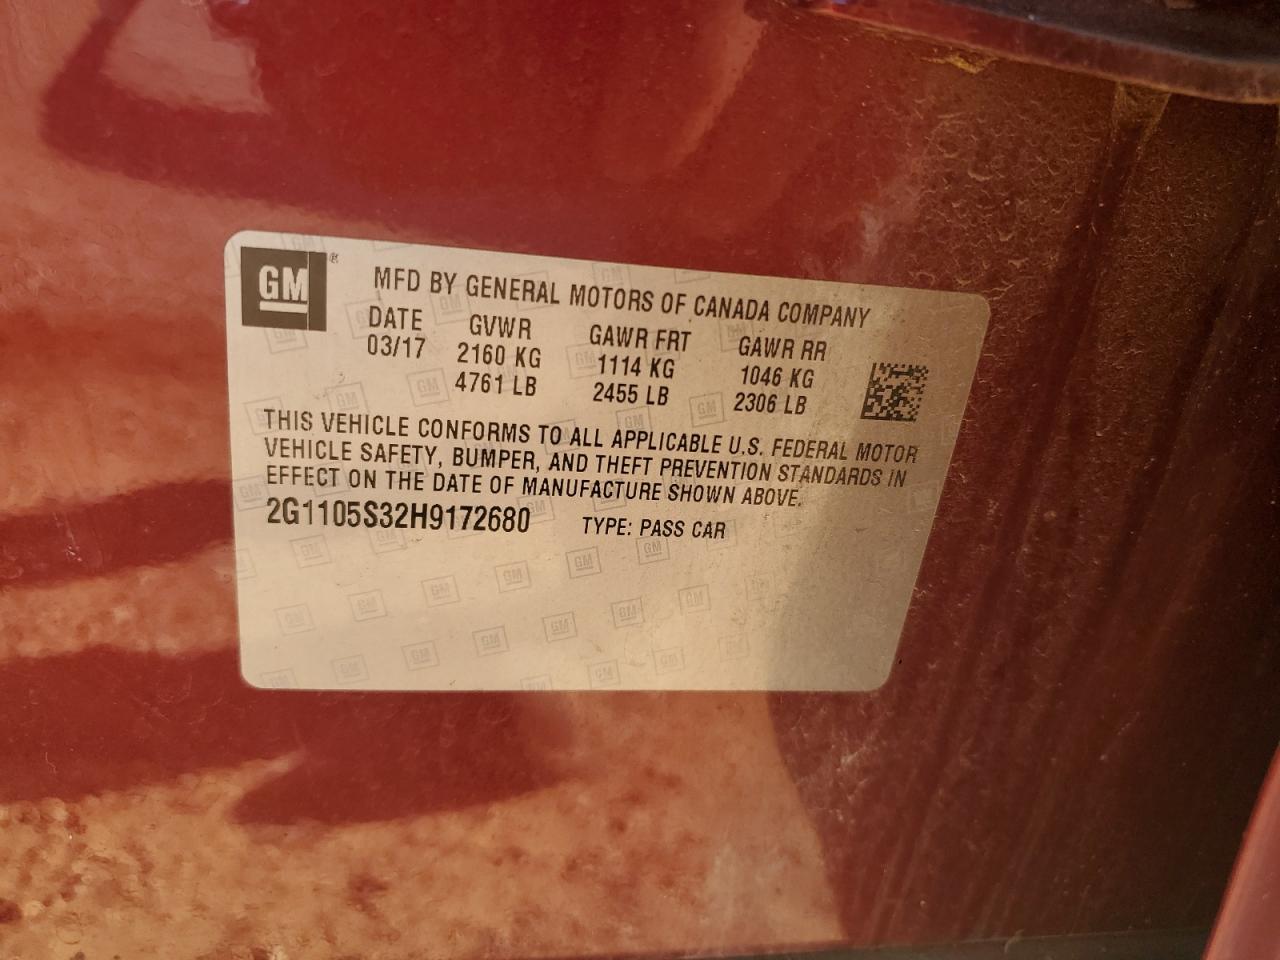 GM®
MFD BY GENERAL MOTORS OF CANADA COMPANY
DATE GVWR GAWR FRT GAWR RR
03/17 2160 KG 1114 KG 1046 KG
4761 LB 2455 LB 2306 LB
THIS VEHICLE CONFORMS TO ALL APPLICABLE U.S. FEDERAL MOTOR
VEHICLE SAFETY, BUMPER, AND THEFT PREVENTION STANDARDS IN
EFFECT ON THE DATE OF MANUFACTURE SHOWN ABOVE.
2G1105S32H9172680 TYPE: PASS CAR